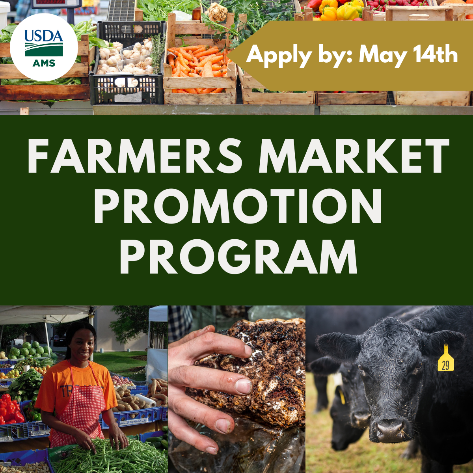 USDA
AMS
Apply by: May 14th
FARMERS MARKET
PROMOTION
PROGRAM
29